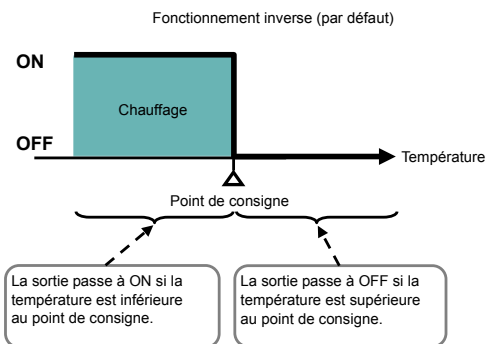 Fonctionnement inverse (par défaut)
ON
Chauffage
OFF
Température
Point de consigne
La sortie passe à ON si la
température est inférieure
au point de consigne.
La sortie passe à OFF si la
température est supérieure
au point de consigne.